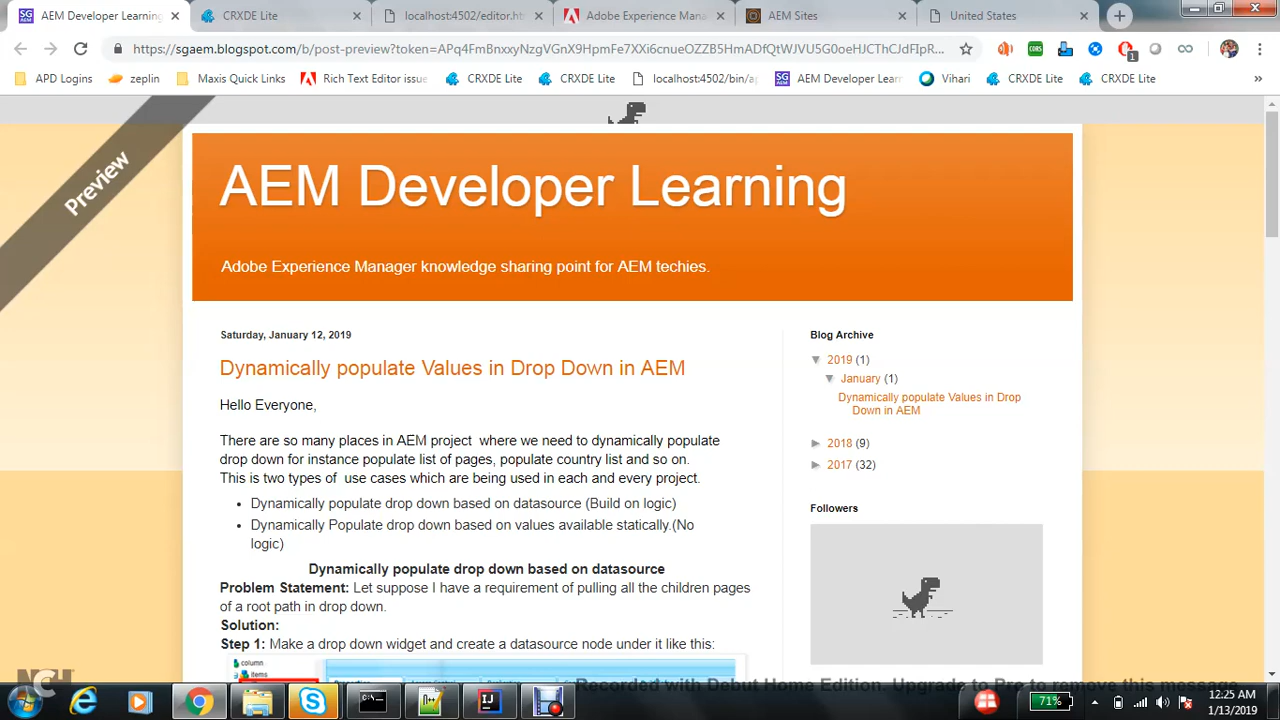 AEM Developer Learning
CRXDE Lite
localhost:4502/editor.ht
Adobe Experience Mana
AEM Sites
United States
https://sgaem.blogspot.com/b/post-preview?token=APq4FmBnxxyNzgVGnX9HpmFe7XXi6cnueOZZB5HmADfQtWJVU5G0oeHJCThCJdFIpR...
APD Logins
zeplin
Maxis Quick Links
Rich Text Editor issue
CRXDE Lite
CRXDE Lite
localhost:4502/bin/a
AEM Developer Lear
Vihari
CRXDE Lite
CRXDE Lite
»
Preview
AEM Developer Learning
Adobe Experience Manager knowledge sharing point for AEM techies.
Saturday, January 12, 2019
Dynamically populate Values in Drop Down in AEM
Hello Everyone,
There are so many places in AEM project where we need to dynamically populate
drop down for instance populate list of pages, populate country list and so on.
This is two types of use cases which are being used in each and every project.
• Dynamically populate drop down based on datasource (Build on logic)
• Dynamically Populate drop down based on values available statically.(No
logic)
Dynamically populate drop down based on datasource
Problem Statement: Let suppose I have a requirement of pulling all the children pages
of a root path in drop down.
Solution:
Step 1: Make a drop down widget and create a datasource node under it like this:
column
items
Blog Archive
▼ 2019 (1)
▼ January (1)
Dynamically populate Values in Drop
Down in AEM
► 2018 (9)
► 2017 (32)
Followers
NCH
Recorded with Debut Home Edition. Upgrade to Pro to remove this message
71%
12:25 AM
1/13/2019